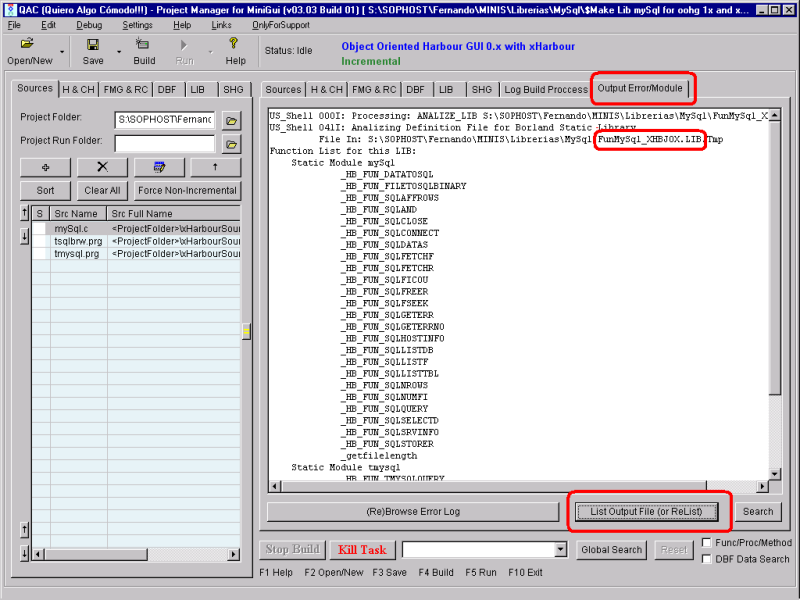 QAC (Quiero Algo Cómodo!!!) - Project Manager for MiniGui (v03.03 Build 01) [ S:\SOPHOST\Fernando\MINIS\Librerias\MySql\$Make Lib mySql for oohg 1x and x...
File Edit Debug Settings Help Links OnlyForSupport
Open/New Save Build Run Help
Status: Idle
Object Oriented Harbour GUI 0.x with xHarbour
Incremental
Sources H & CH FMG & RC DBF LIB SHG
Project Folder: S:\SOPHOST\Fernanc
Project Run Folder:
Sort Clear All Force Non-Incremental
S Src Name Src Full Name
mySql.c <ProjectFolder>\xHarbourSour
tsqlbrw.prg <ProjectFolder>\xHarbourSour
tmysql.prg <ProjectFolder>\xHarbourSour
Sources H & CH FMG & RC DBF LIB SHG Log Build Proccess Output Error/Module
US_Shell 000I: Processing: ANALIZE_LIB S:\SOPHOST\Fernando\MINIS\Librerias\MySql\FunMySql_X
US_Shell 041I: Analizing Definition File for Borland Static Library
File In: S:\SOPHOST\Fernando\MINIS\Librerias\MySql\FunMySql_XHBJOX.LIB.Tmp
Function List for this LIB:
Static Module mySql
_HB_FUN_DATATOSQL
_HB_FUN_FILETOSQLBINARY
_HB_FUN_SQLAFFROWS
_HB_FUN_SQLAND
_HB_FUN_SQLCLOSE
_HB_FUN_SQLCONNECT
_HB_FUN_SQLDATAS
_HB_FUN_SQLFETCHF
_HB_FUN_SQLFETCHR
_HB_FUN_SQLFICOU
_HB_FUN_SQLFREER
_HB_FUN_SQLFSEEK
_HB_FUN_SQLGETERR
_HB_FUN_SQLGETERRNO
_HB_FUN_SQLHOSTINFO
_HB_FUN_SQLLISTDB
_HB_FUN_SQLLISTF
_HB_FUN_SQLLISTTBL
_HB_FUN_SQLNROWS
_HB_FUN_SQLNUMFI
_HB_FUN_SQLQUERY
_HB_FUN_SQLSELECTD
_HB_FUN_SQLSRVINFO
_HB_FUN_SQLSTORER
_getfilelength
Static Module tmysql
_HB_FUN_TMYSQLQUERY
(Re)Browse Error Log List Output File (or ReList) Search
Stop Build Kill Task Global Search Reset Func/Proc/Method
DBF Data Search
F1 Help F2 Open/New F3 Save F4 Build F5 Run F10 Exit